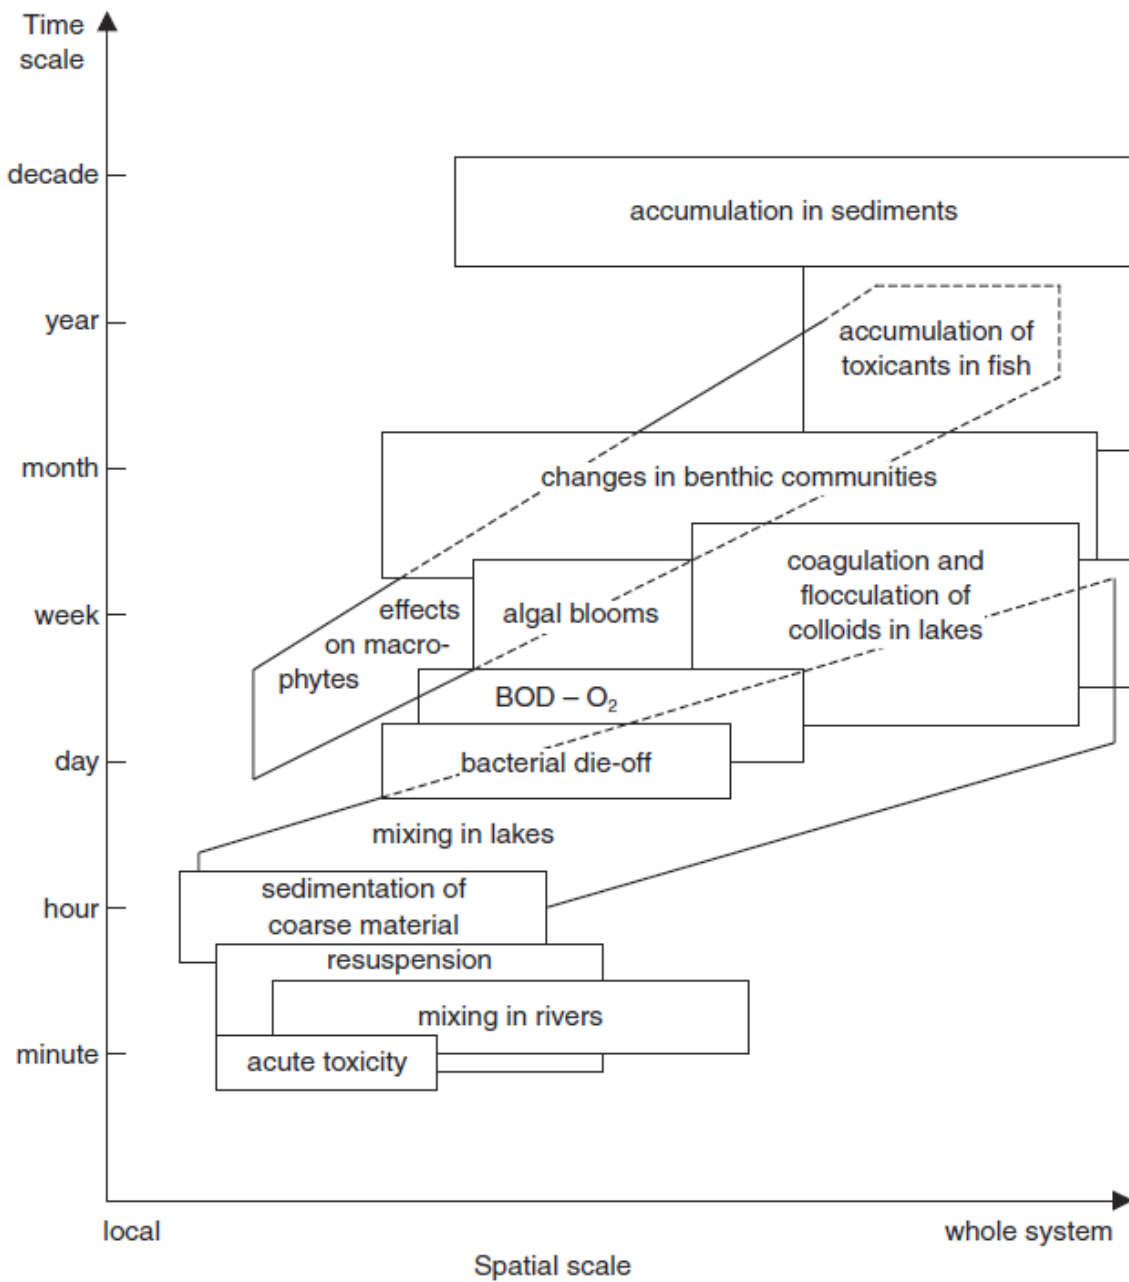 Time
scale
decade
accumulation in sediments
year
accumulation of
toxicants in fish
month
changes in benthic communities
coagulation and
flocculation of
colloids in lakes
week
effects
on macro-
phytes
algal blooms
BOD – O₂
day
bacterial die-off
mixing in lakes
hour
sedimentation of
coarse material
resuspension
mixing in rivers
minute
acute toxicity
local
whole system
Spatial scale